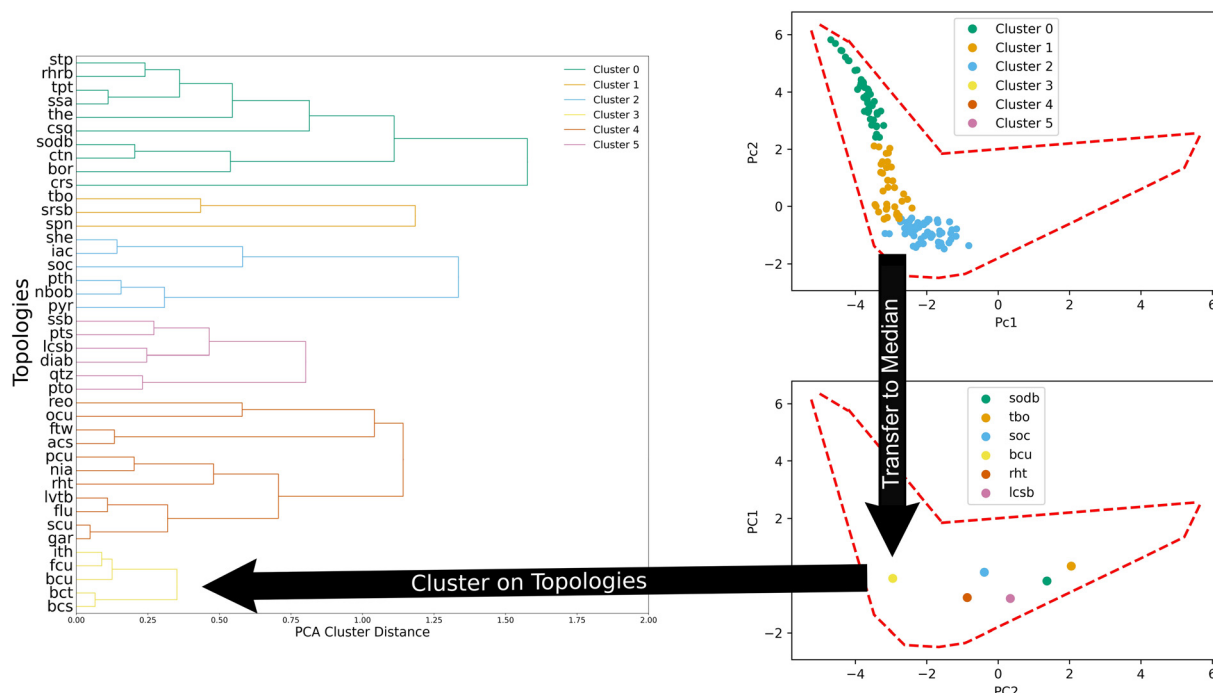 Topologies
stp
rhrb
tpt
ssa
the
csq
sodb
ctn
bor
crs
tbo
srsb
spn
she
iac
soc
pth
nbob
pyr
ssb
pts
lcsb
diab
qtz
pto
reo
ocu
ftw
acs
pcu
nia
rht
lvtb
flu
scu
qar
ith
fcu
bcu
bct
bcs
0.00 0.25 0.50 0.75 1.00 1.25 1.50 1.75 2.00
PCA Cluster Distance
Cluster 0
Cluster 1
Cluster 2
Cluster 3
Cluster 4
Cluster 5
Pc2
6
4
2
0
−2
−4 −2 0 2 4 6
Pc1
Cluster 0
Cluster 1
Cluster 2
Cluster 3
Cluster 4
Cluster 5
Transfer to Median
PC1
6
4
2
−2
−4 −2 0 2 4 6
PC2
sodb
tbo
soc
bcu
rht
lcsb
Cluster on Topologies